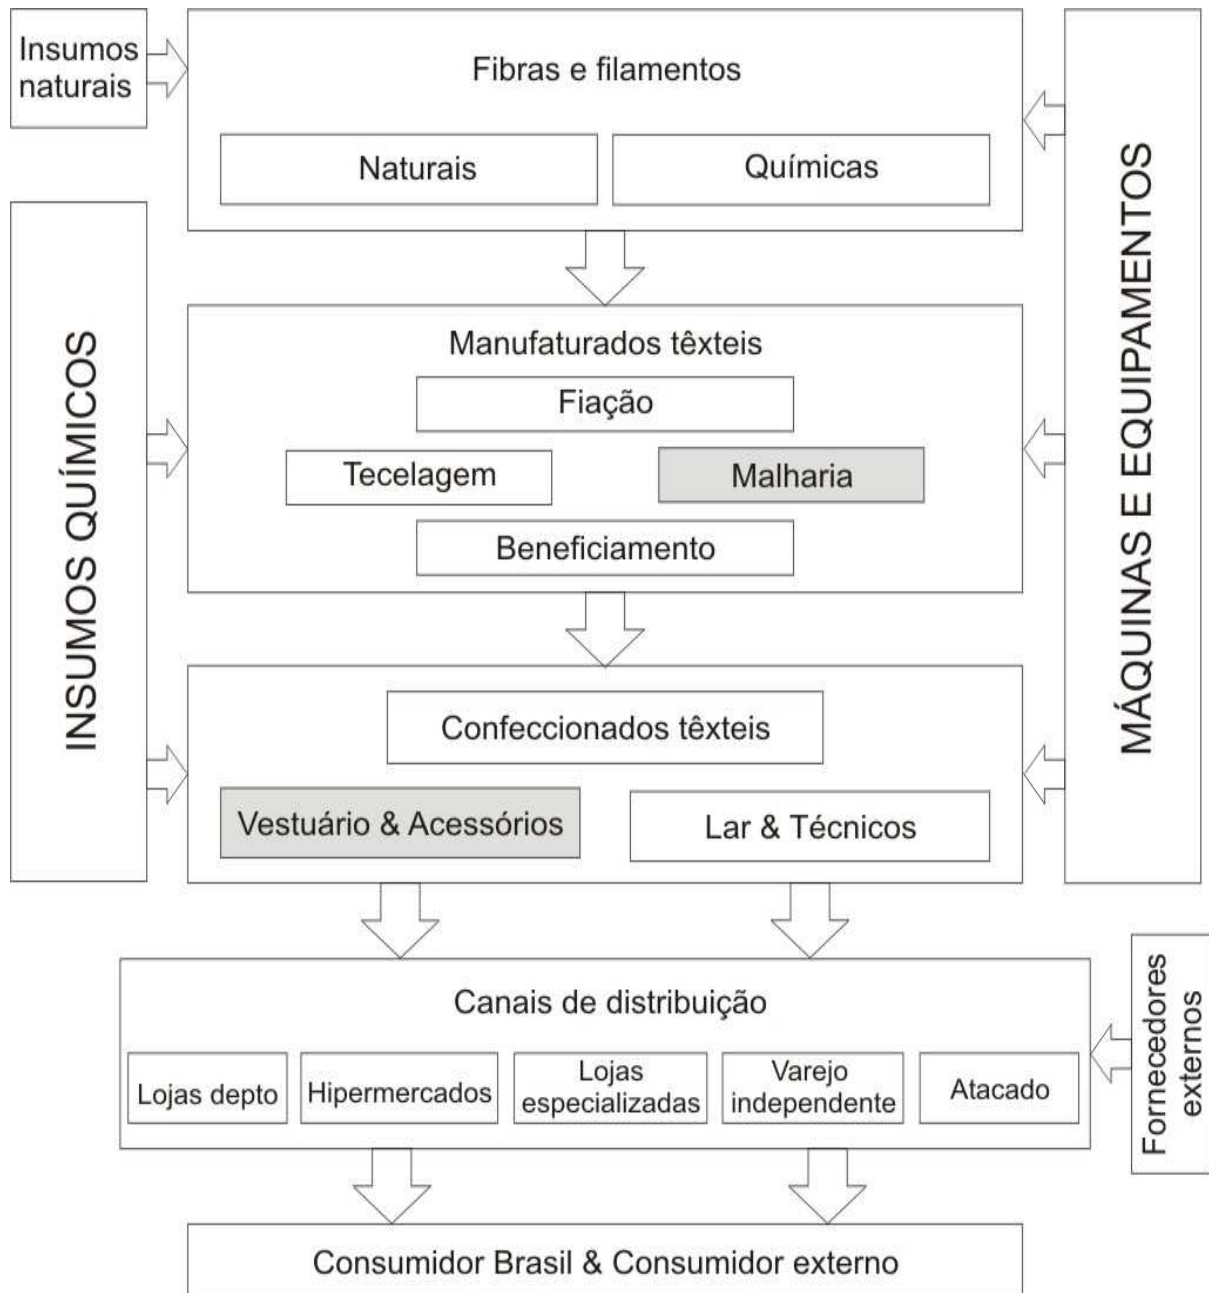 Insumos
naturais
Fibras e filamentos
Naturais
Químicas
MÁQUINAS E EQUIPAMENTOS
INSUMOS QUÍMICOS
Manufaturados têxteis
Fiação
Tecelagem
Malharia
Beneficiamento
Confeccionados têxteis
Vestuário & Acessórios
Lar & Técnicos
Canais de distribuição
Lojas depto
Hipermercados
Lojas
especializadas
Varejo
independente
Atacado
Fornecedores
externos
Consumidor Brasil & Consumidor externo